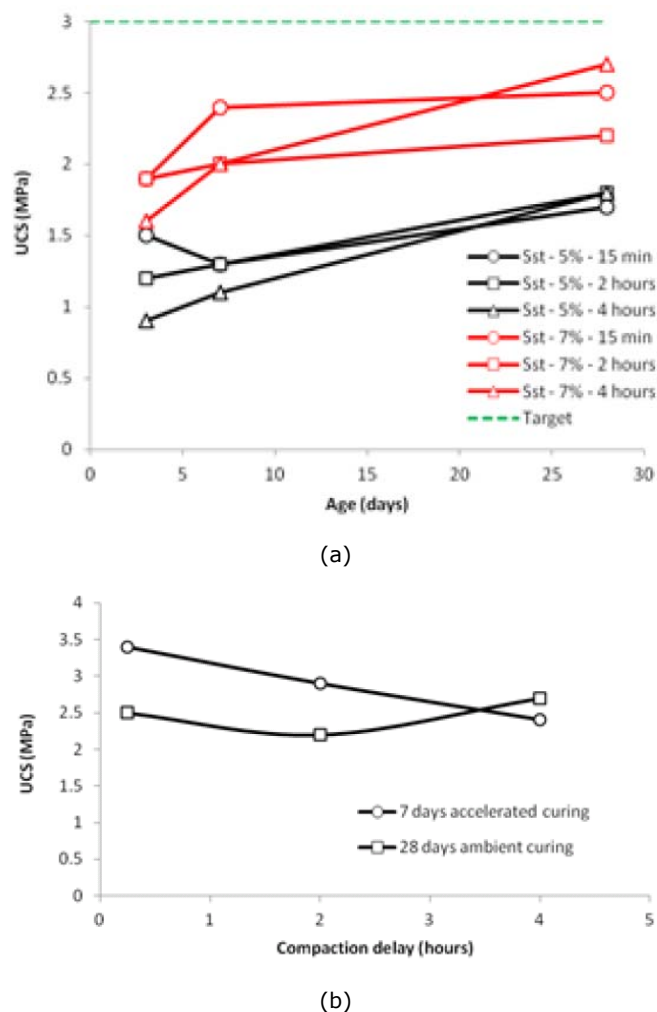 3
2.5
2
1.5
1
0.5
0
UCS (MPa)
Sst - 5% - 15 min
Sst - 5% - 2 hours
Sst - 5% - 4 hours
Sst - 7% - 15 min
Sst - 7% - 2 hours
Sst - 7% - 4 hours
Target
0 5 10 15 20 25 30
Age (days)
(a)
4
3.5
3
2.5
2
1.5
1
0.5
0
UCS (MPa)
7 days accelerated curing
28 days ambient curing
0 1 2 3 4 5
Compaction delay (hours)
(b)